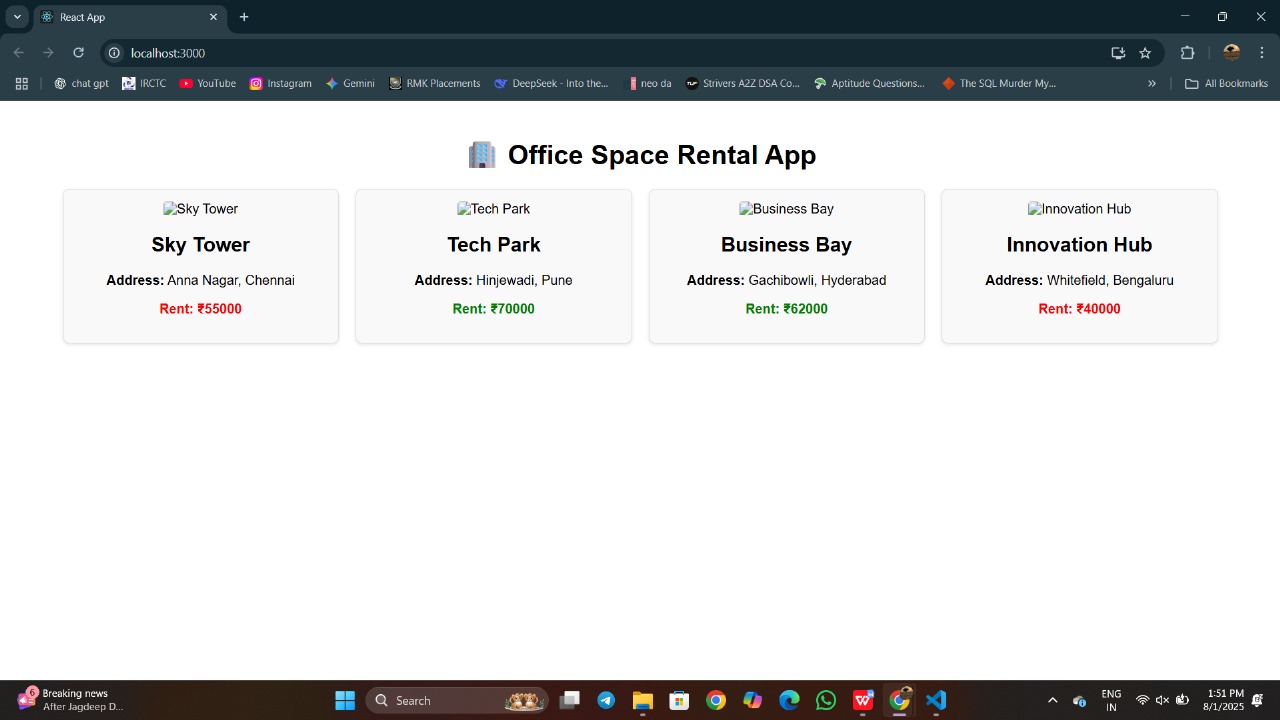 React App
localhost:3000
chat gpt
IRCTC
YouTube
Instagram
Gemini
RMK Placements
DeepSeek - Into the...
neo da
TUF
Strivers A2Z DSA Co...
Aptitude Questions...
The SQL Murder My...
»
All Bookmarks
Office Space Rental App
Sky Tower
Sky Tower
Address: Anna Nagar, Chennai
Rent: ₹55000
Tech Park
Tech Park
Address: Hinjewadi, Pune
Rent: ₹70000
Business Bay
Business Bay
Address: Gachibowli, Hyderabad
Rent: ₹62000
Innovation Hub
Innovation Hub
Address: Whitefield, Bengaluru
Rent: ₹40000
6
Breaking news
After Jagdeep D...
Search
ENG
IN
1:51 PM
8/1/2025